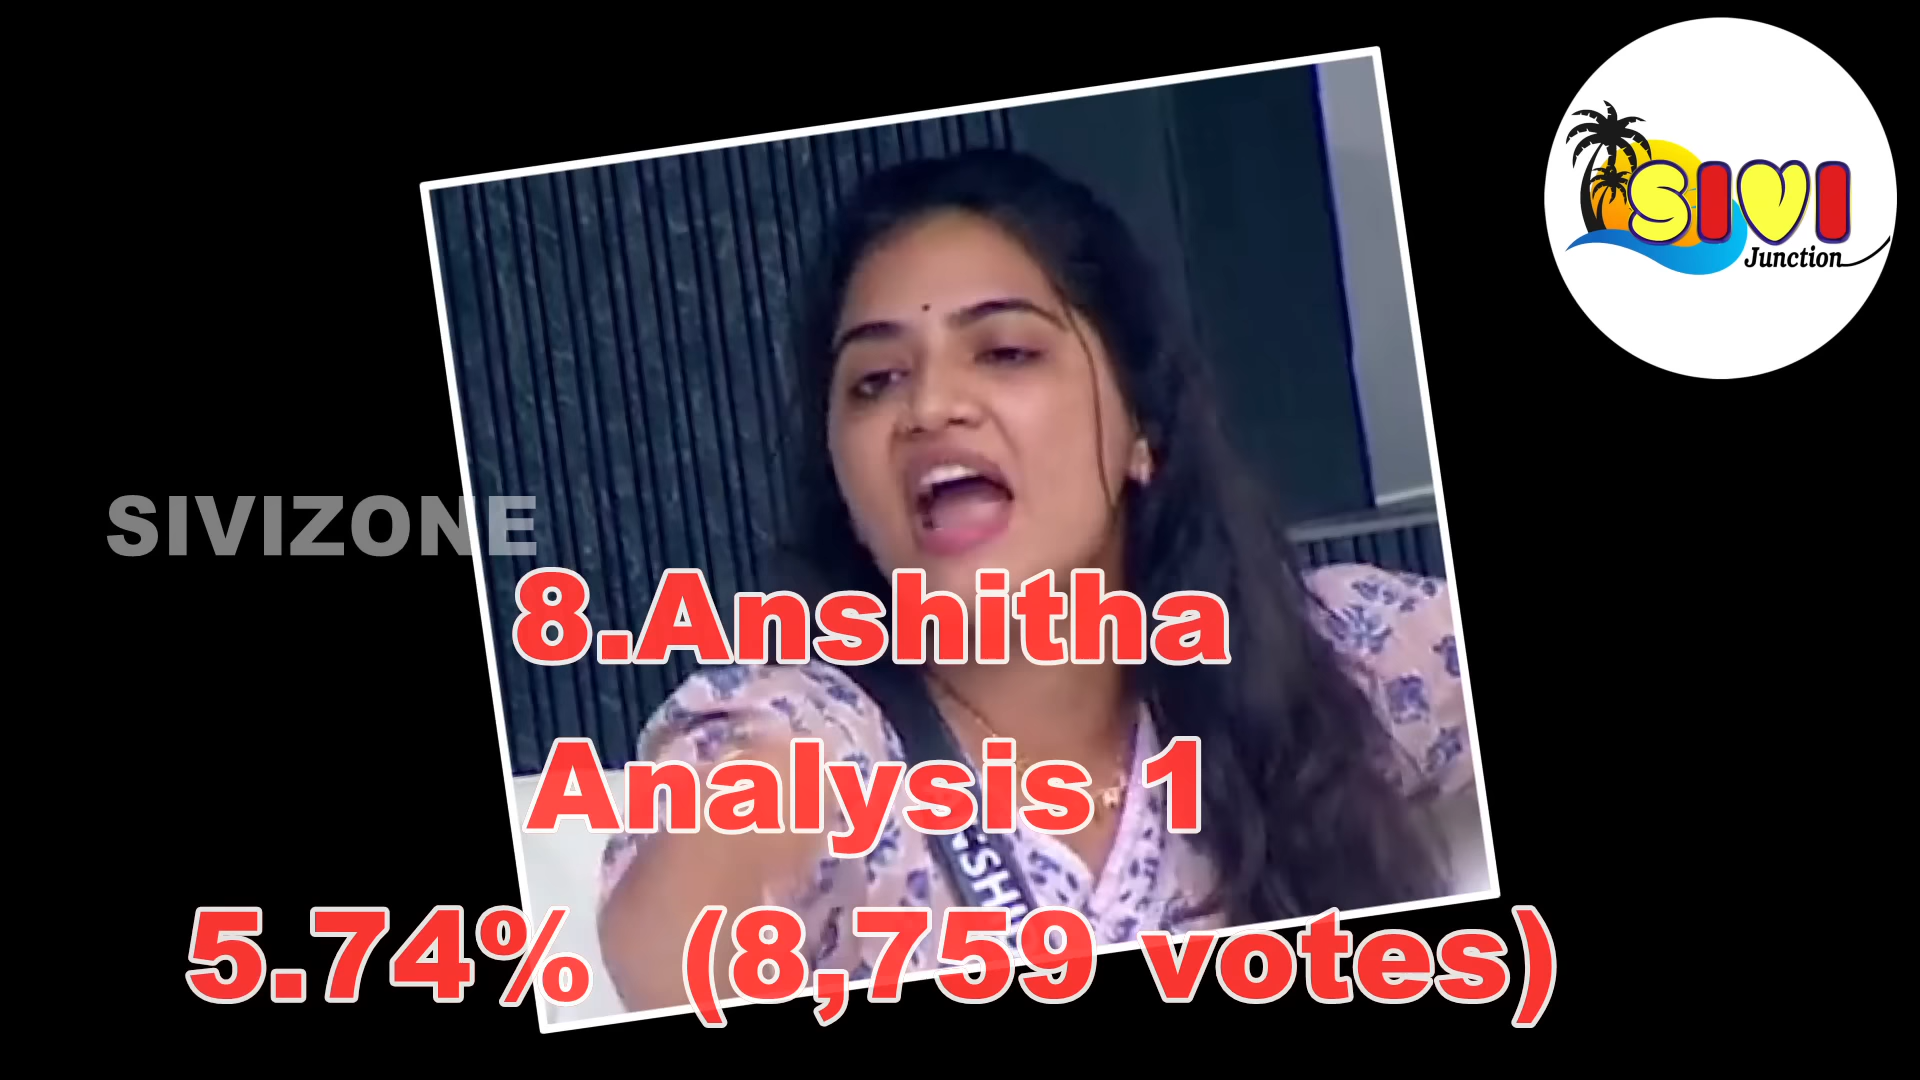 SIVI
Junction
SIVIZONE
8.Anshitha
Analysis 1
5.74% (8,759 votes)